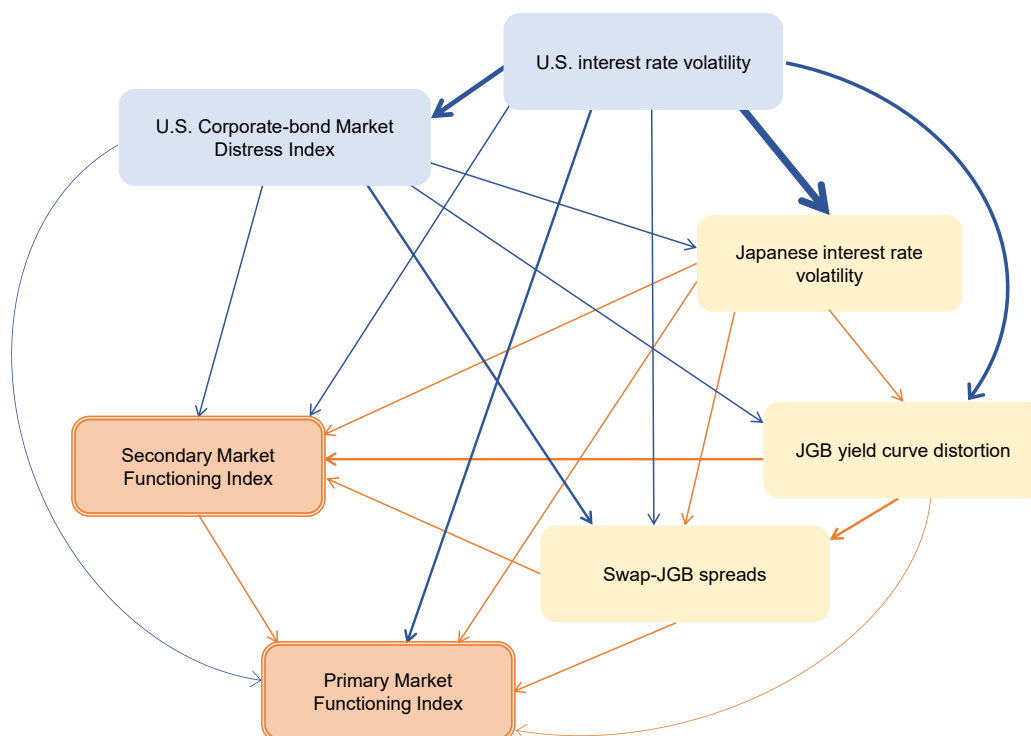 U.S. interest rate volatility
U.S. Corporate-bond Market
Distress Index
Japanese interest rate
volatility
JGB yield curve distortion
Secondary Market
Functioning Index
Swap-JGB spreads
Primary Market
Functioning Index